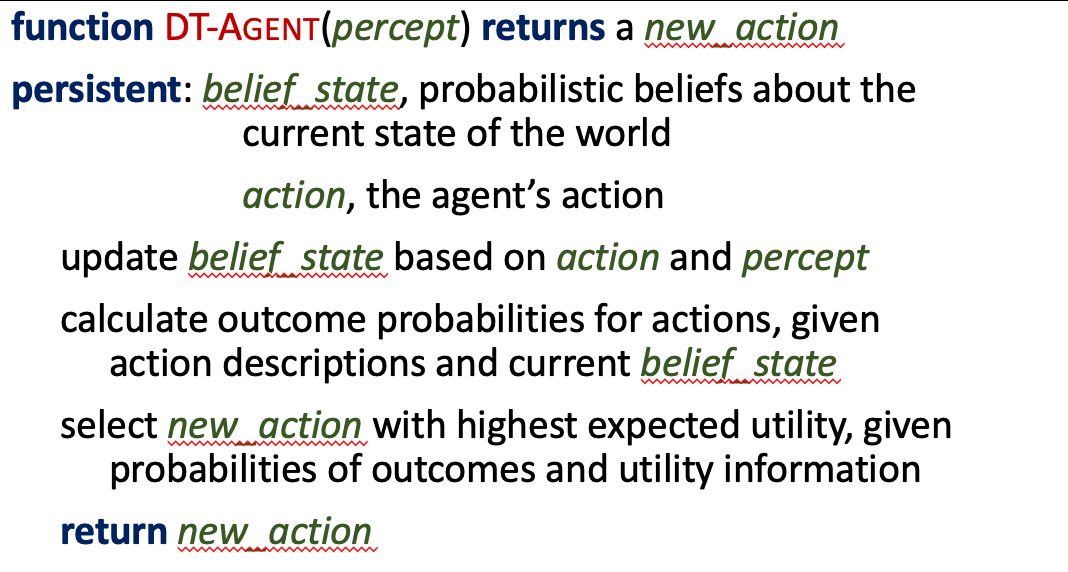 function DT-AGENT(percept) returns a new_action
persistent: belief_state, probabilistic beliefs about the
current state of the world
action, the agent’s action
update belief_state based on action and percept
calculate outcome probabilities for actions, given
action descriptions and current belief_state
select new_action with highest expected utility, given
probabilities of outcomes and utility information
return new_action